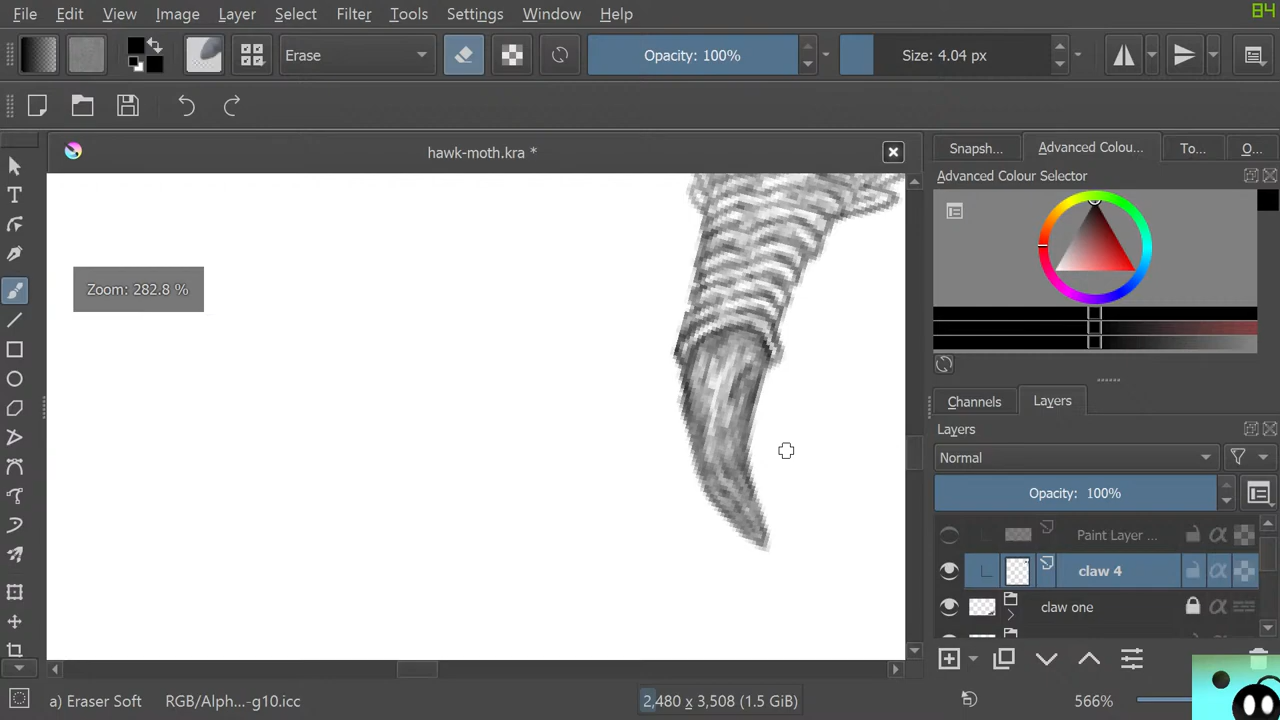 File Edit View Image Layer Select Filter Tools Settings Window Help
84
Erase
Opacity: 100%
Size: 4.04 px
hawk-moth.kra *
Snapsh... Advanced Colou... To... O...
Advanced Colour Selector
Zoom: 282.8 %
Channels Layers
Layers
Normal
Opacity: 100%
Paint Layer ...
claw 4
claw one
a) Eraser Soft
RGB/Alph...-g10.icc
2,480 x 3,508 (1.5 GiB)
566%